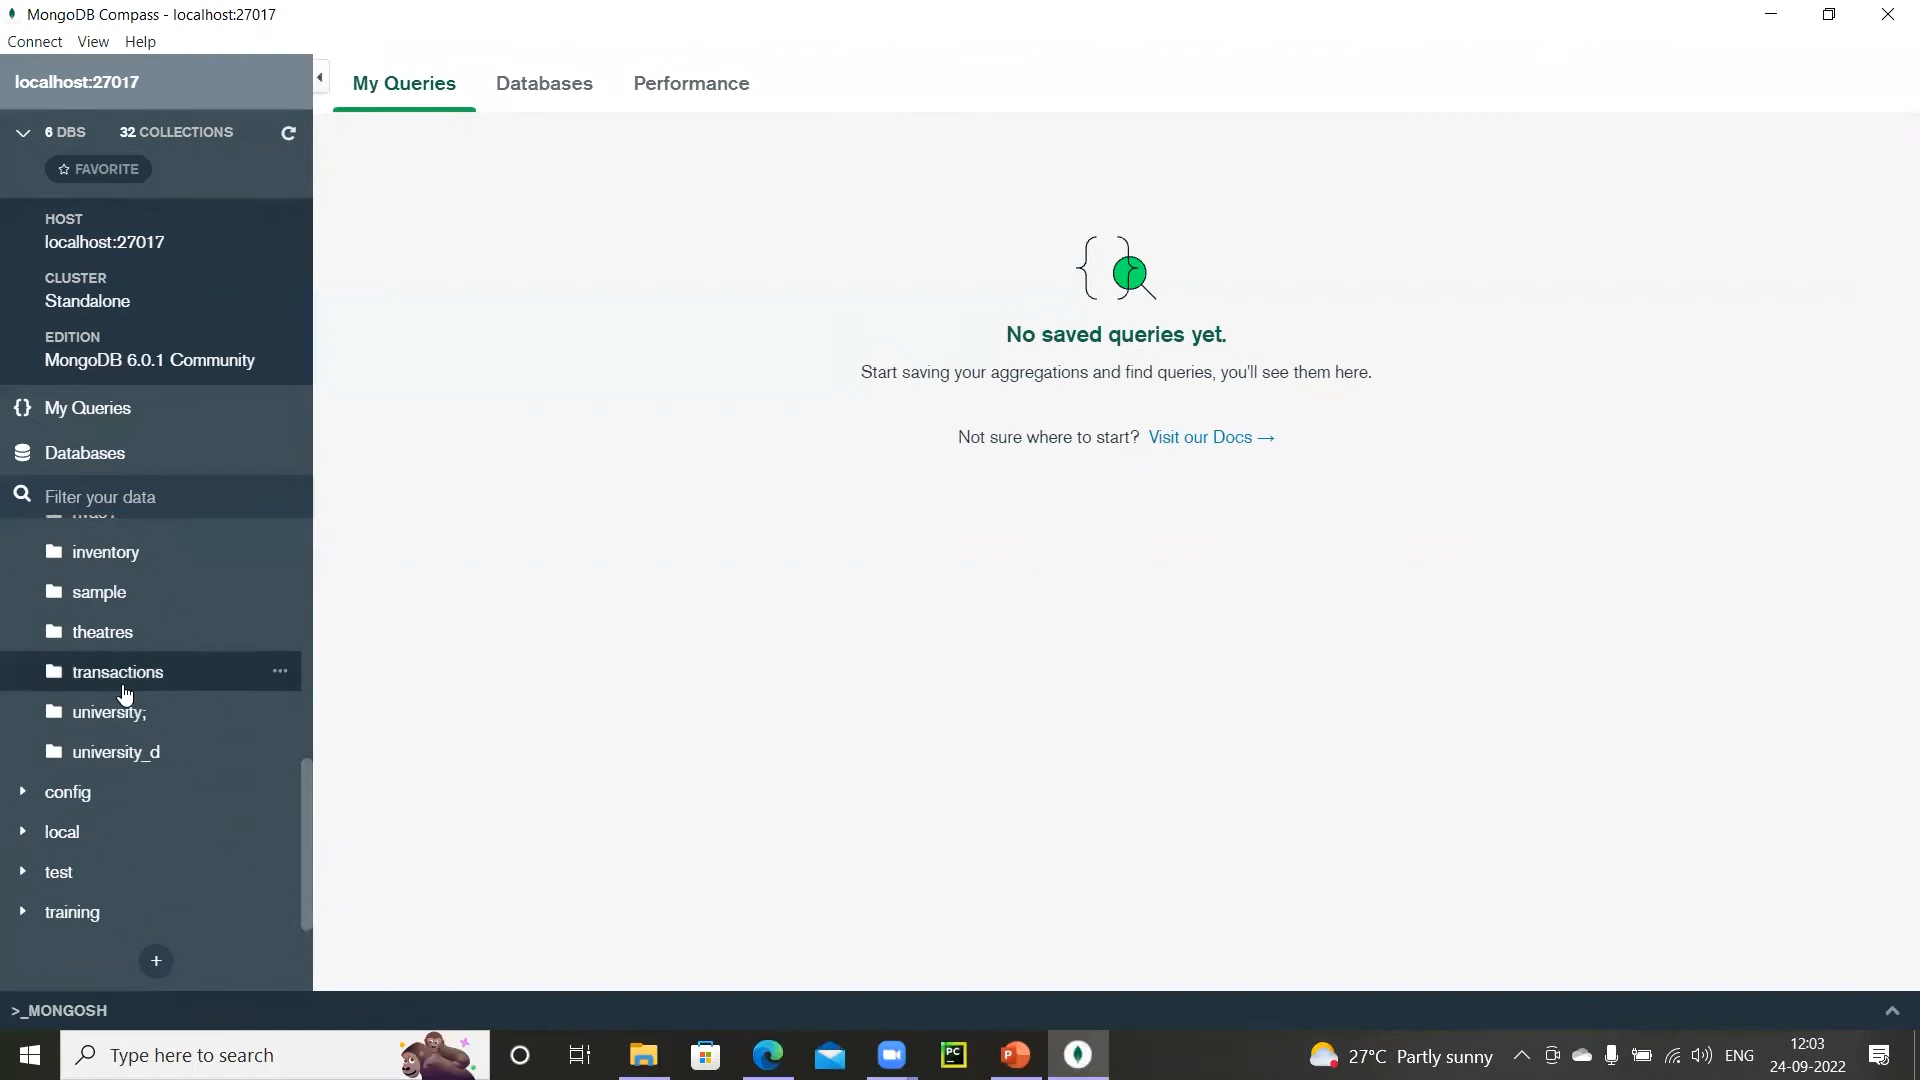 MongoDB Compass - localhost:27017
Connect View Help
localhost:27017
My Queries Databases Performance
6 DBS 32 COLLECTIONS
FAVORITE
HOST
localhost:27017
CLUSTER
Standalone
EDITION
MongoDB 6.0.1 Community
My Queries
Databases
Filter your data
inventory
sample
theatres
transactions
university;
university_d
config
local
test
training
+
No saved queries yet.
Start saving your aggregations and find queries, you'll see them here.
Not sure where to start? Visit our Docs →
>_MONGOSH
Type here to search
PC
27°C Partly sunny
ENG
12:03
24-09-2022